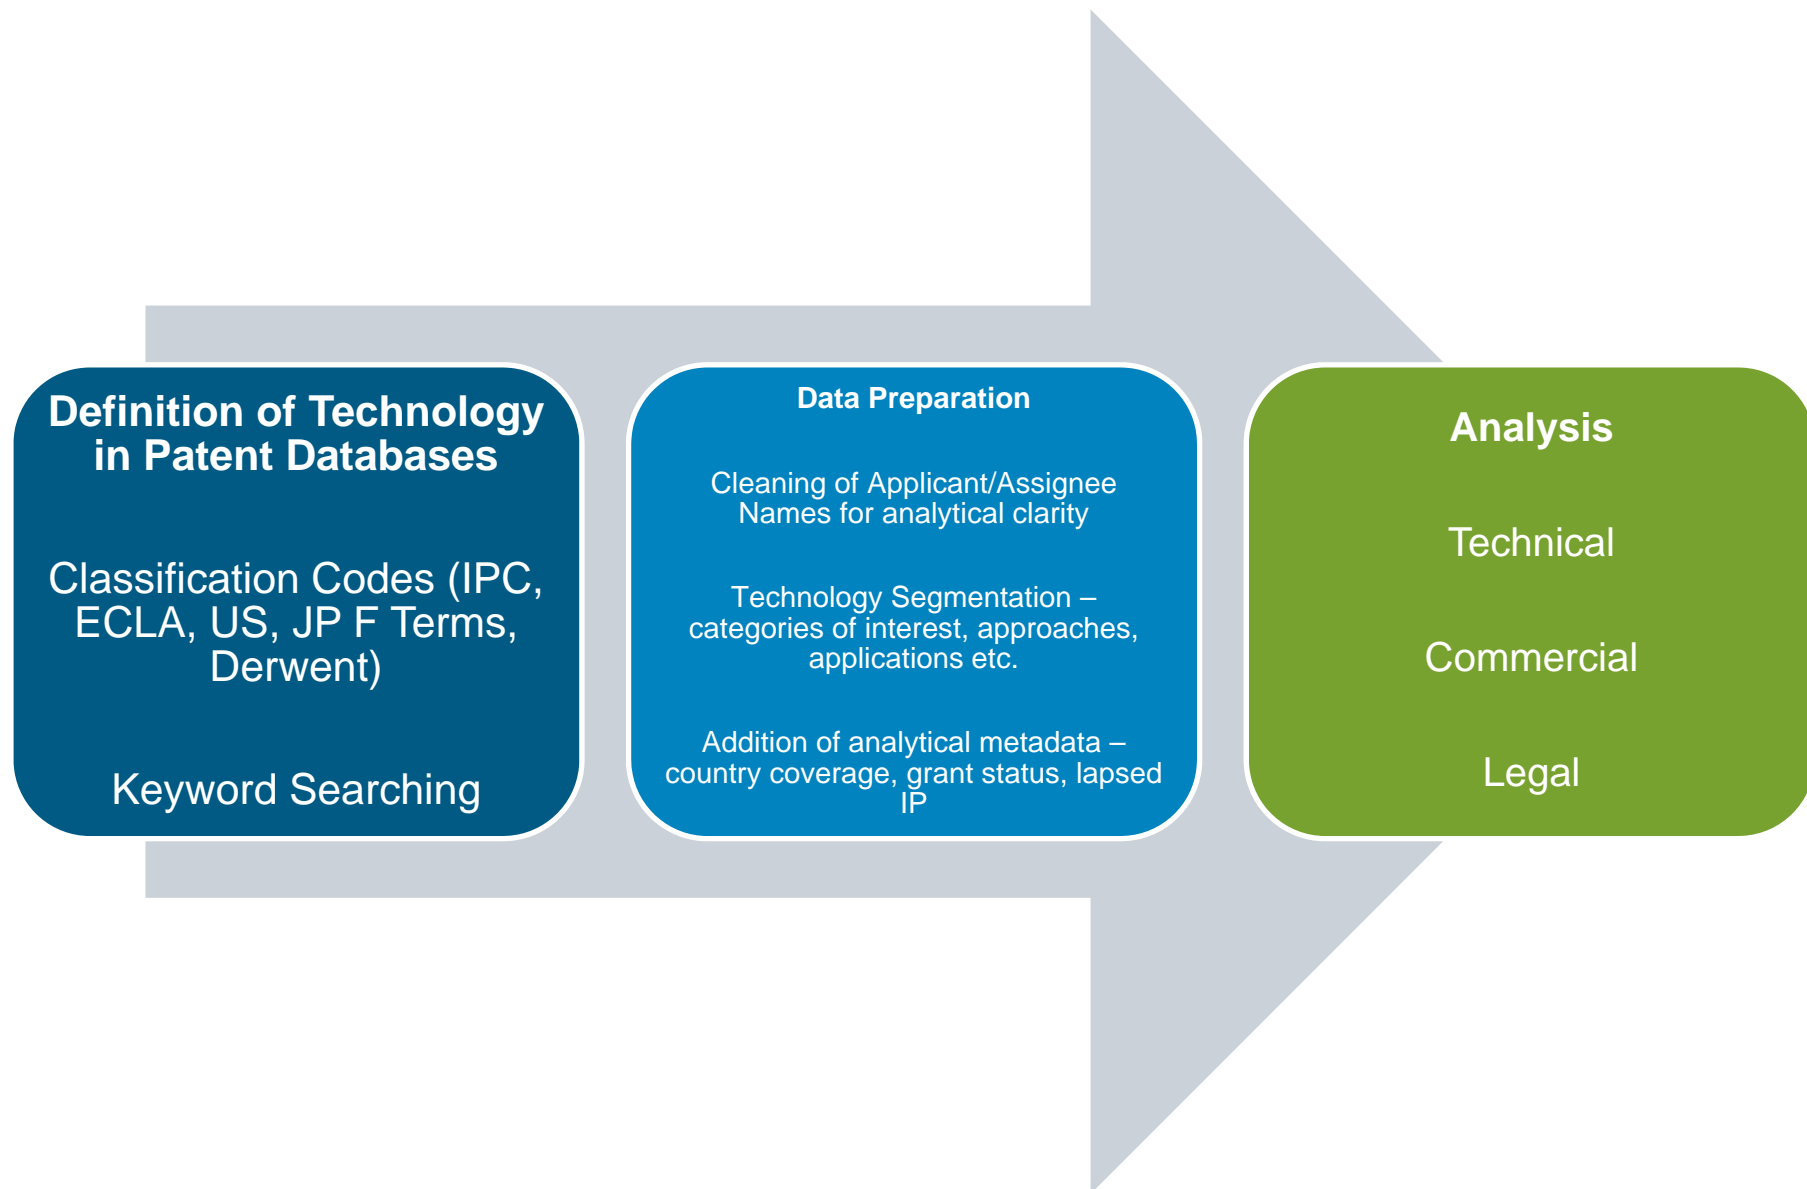 Definition of Technology
in Patent Databases
Classification Codes (IPC,
ECLA, US, JP F Terms,
Derwent)
Keyword Searching
Data Preparation
Cleaning of Applicant/Assignee
Names for analytical clarity
Technology Segmentation –
categories of interest, approaches,
applications etc.
Addition of analytical metadata –
country coverage, grant status, lapsed
IP
Analysis
Technical
Commercial
Legal